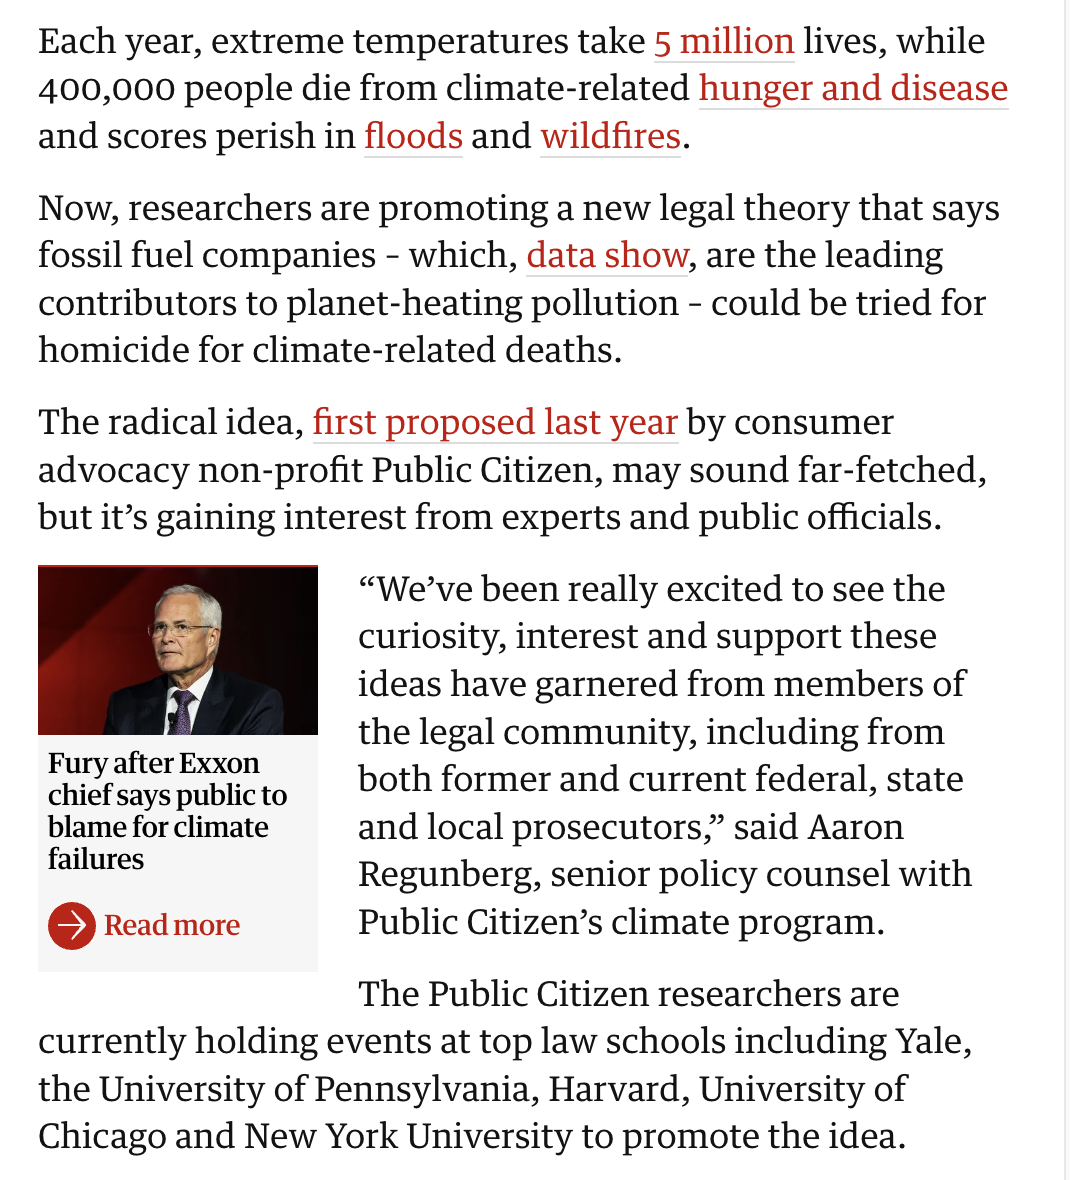 Each year, extreme temperatures take 5 million lives, while
400,000 people die from climate-related hunger and disease
and scores perish in floods and wildfires.
Now, researchers are promoting a new legal theory that says
fossil fuel companies – which, data show, are the leading
contributors to planet-heating pollution – could be tried for
homicide for climate-related deaths.
The radical idea, first proposed last year by consumer
advocacy non-profit Public Citizen, may sound far-fetched,
but it’s gaining interest from experts and public officials.
Fury after Exxon
chief says public to
blame for climate
failures
Read more
“We’ve been really excited to see the
curiosity, interest and support these
ideas have garnered from members of
the legal community, including from
both former and current federal, state
and local prosecutors,” said Aaron
Regunberg, senior policy counsel with
Public Citizen’s climate program.
The Public Citizen researchers are
currently holding events at top law schools including Yale,
the University of Pennsylvania, Harvard, University of
Chicago and New York University to promote the idea.